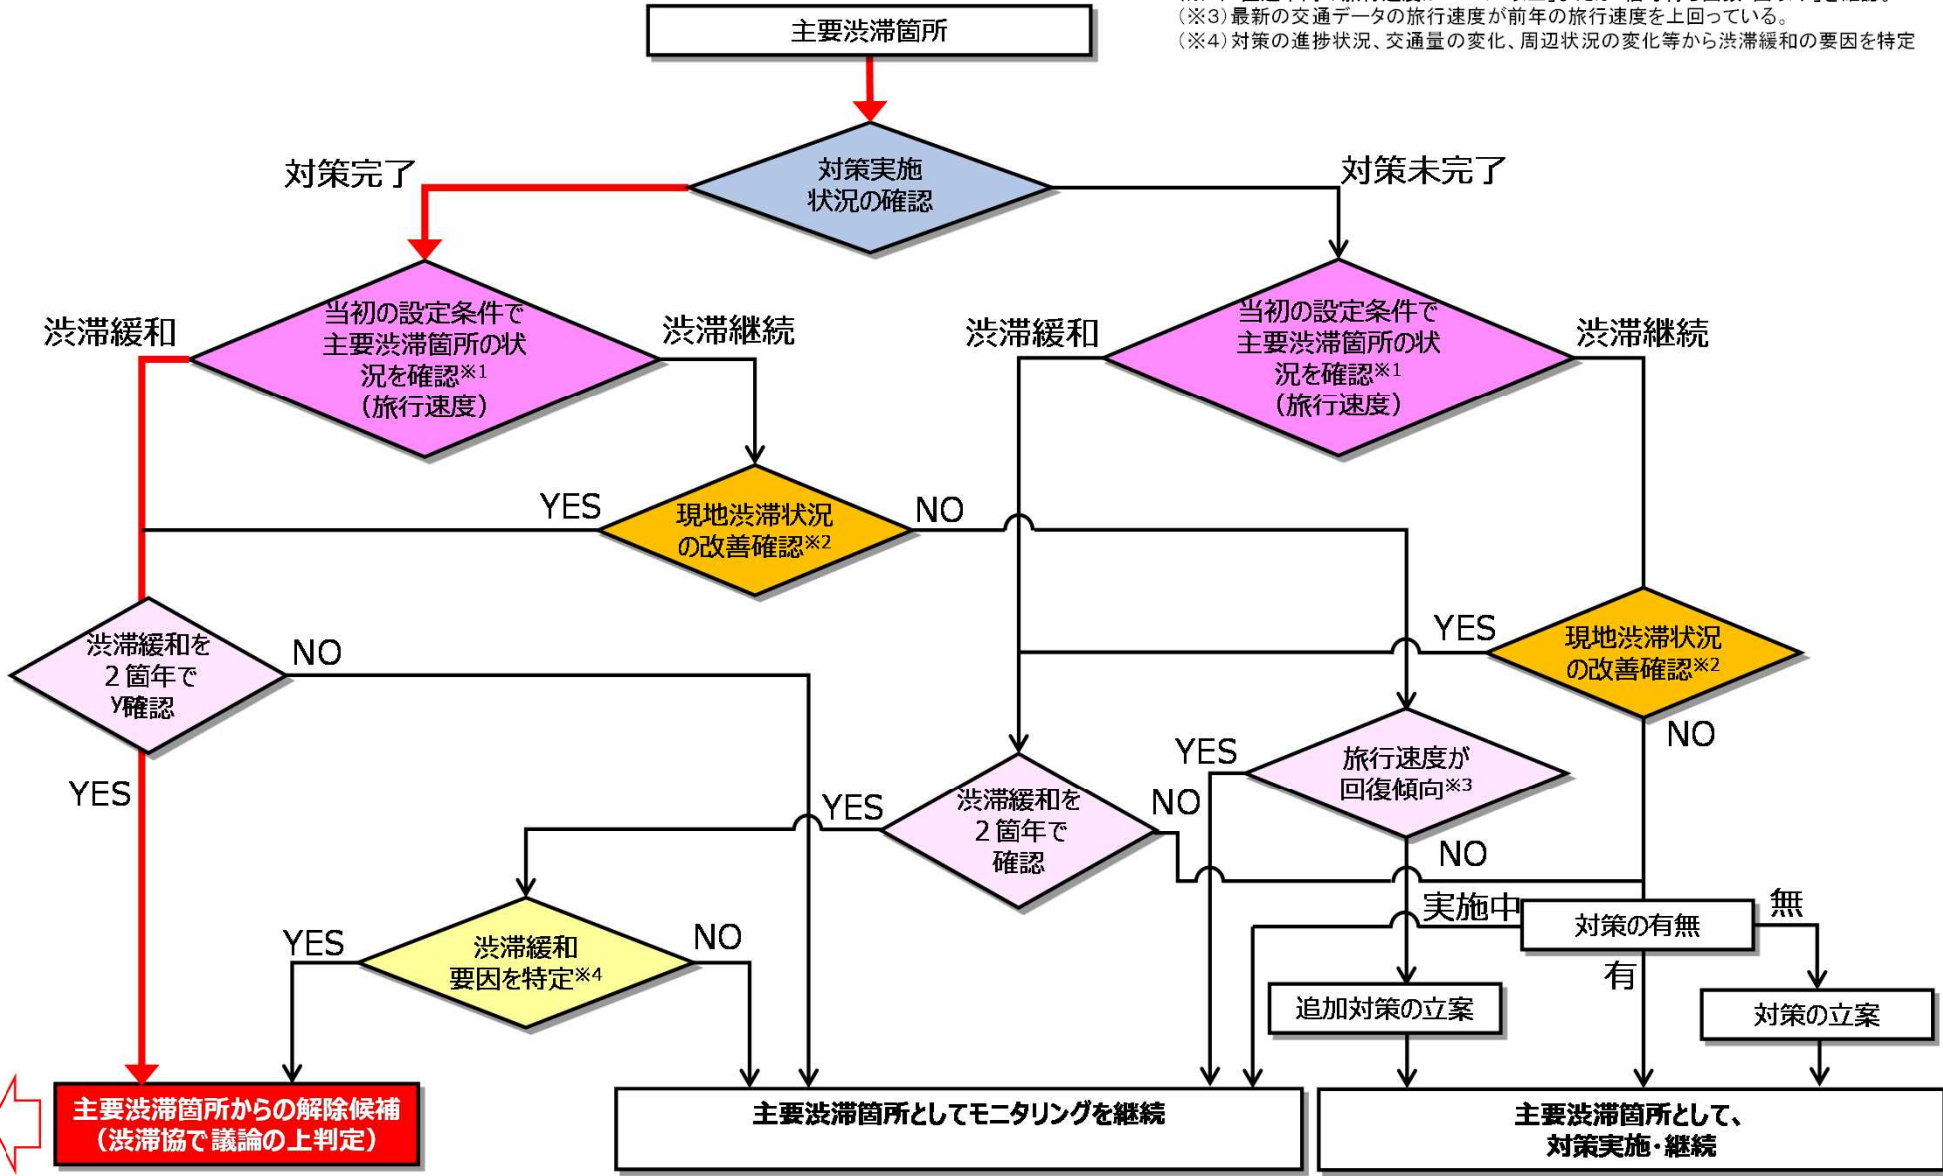 (※3)最新の交通データの旅行速度が前年の旅行速度を上回っている。
(※4)対策の進捗状況、交通量の変化、周辺状況の変化等から渋滞緩和の要因を特定
主要渋滞箇所
対策実施
状況の確認
対策完了
対策未完了
当初の設定条件で
主要渋滞箇所の状
況を確認※1
(旅行速度)
渋滞緩和
渋滞継続
当初の設定条件で
主要渋滞箇所の状
況を確認※1
(旅行速度)
渋滞緩和
渋滞継続
現地渋滞状況
の改善確認※2
YES
NO
現地渋滞状況
の改善確認※2
YES
NO
渋滞緩和を
2箇年で
確認
NO
YES
旅行速度が
回復傾向※3
YES
NO
渋滞緩和を
2箇年で
確認
YES
NO
対策の有無
実施中
無
有
渋滞緩和
要因を特定※4
YES
NO
追加対策の立案
対策の立案
主要渋滞箇所からの解除候補
(渋滞協で議論の上判定)
主要渋滞箇所としてモニタリングを継続
主要渋滞箇所として、
対策実施・継続